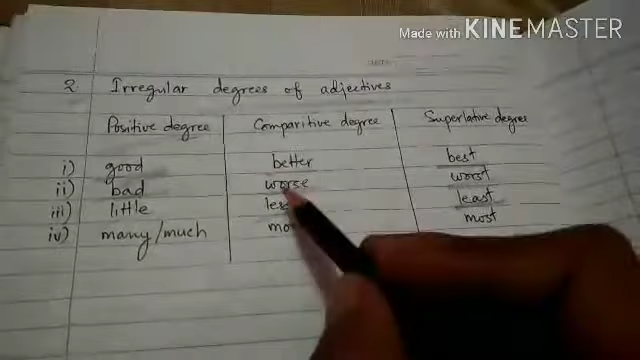 Made with KINEMASTER
2. Irregular degrees of adjectives
Positive degree Comparitive degree Superlative degree
i) good better best
ii) bad worse worst
iii) little least
iv) many/much most